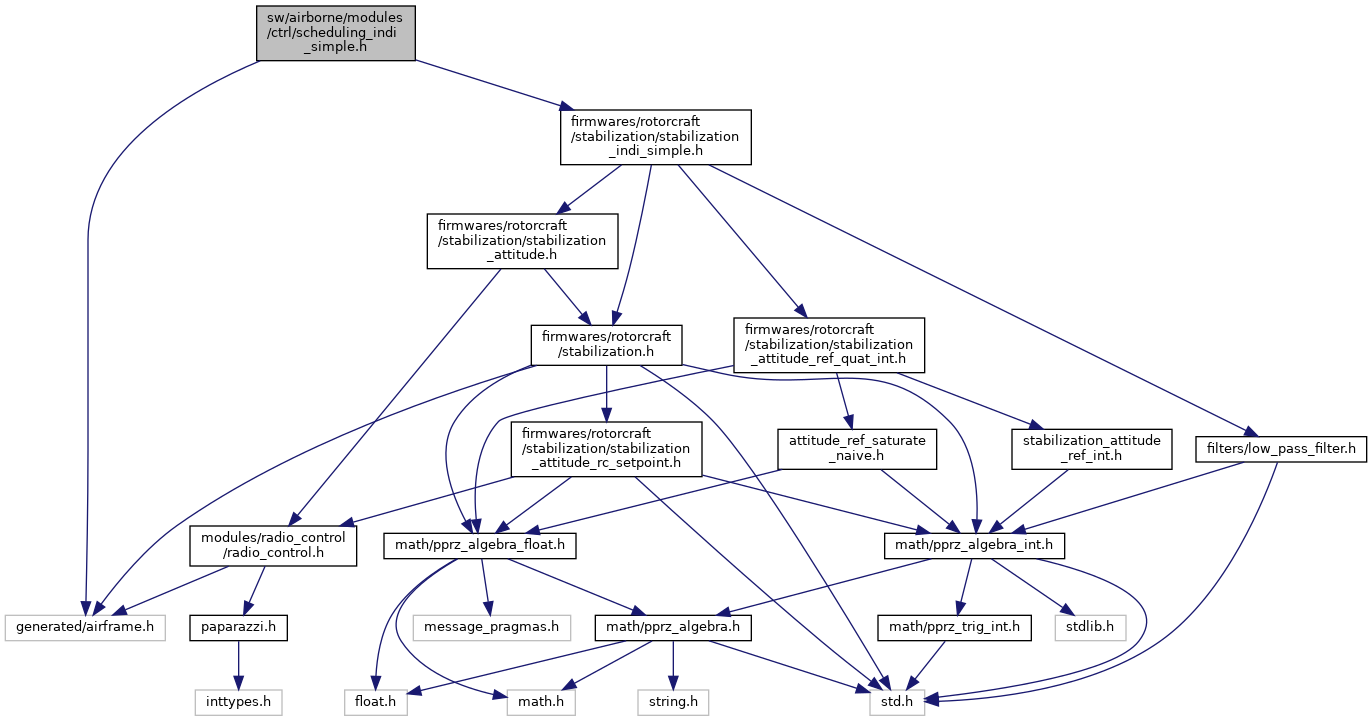 sw/airborne/modules
/ctrl/scheduling_indi
_simple.h
firmwares/rotorcraft
/stabilization/stabilization
_indi_simple.h
firmwares/rotorcraft
/stabilization/stabilization
_attitude.h
firmwares/rotorcraft
/stabilization.h
firmwares/rotorcraft
/stabilization/stabilization
_attitude_ref_quat_int.h
firmwares/rotorcraft
/stabilization/stabilization
_attitude_rc_setpoint.h
attitude_ref_saturate
_naive.h
stabilization_attitude
_ref_int.h
filters/low_pass_filter.h
modules/radio_control
/radio_control.h
math/pprz_algebra_float.h
math/pprz_algebra_int.h
generated/airframe.h
paparazzi.h
message_pragmas.h
math/pprz_algebra.h
math/pprz_trig_int.h
stdlib.h
inttypes.h
float.h
math.h
string.h
std.h